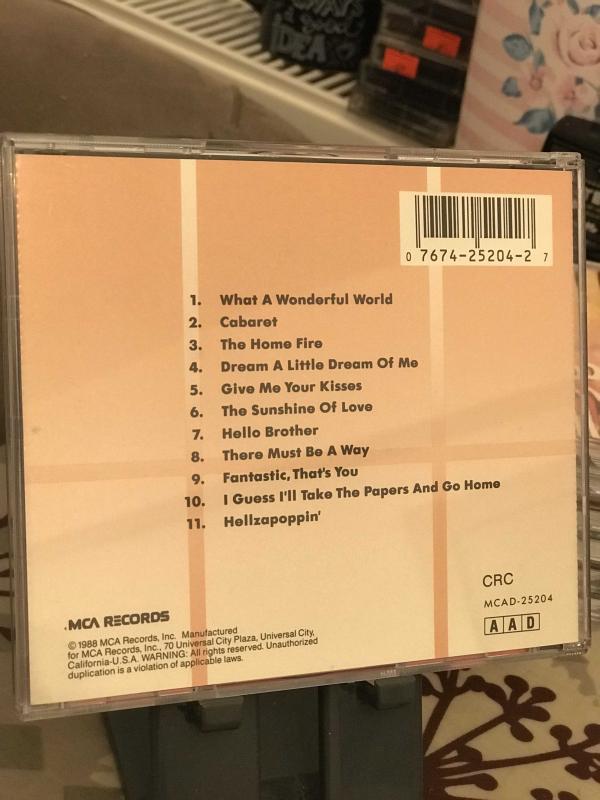 a good
IDEA
0 7674-25204-2 7
1. What A Wonderful World
2. Cabaret
3. The Home Fire
4. Dream A Little Dream Of Me
5. Give Me Your Kisses
6. The Sunshine Of Love
7. Hello Brother
8. There Must Be A Way
9. Fantastic, That's You
10. I Guess I'll Take The Papers And Go Home
11. Hellzapoppin'
CRC
MCAD-25204
AAD
.MCA RECORDS
©1988 MCA Records, Inc. Manufactured
for MCA Records, Inc., 70 Universal City Plaza, Universal City,
California-U.S.A. WARNING: All rights reserved. Unauthorized
duplication is a violation of applicable laws.